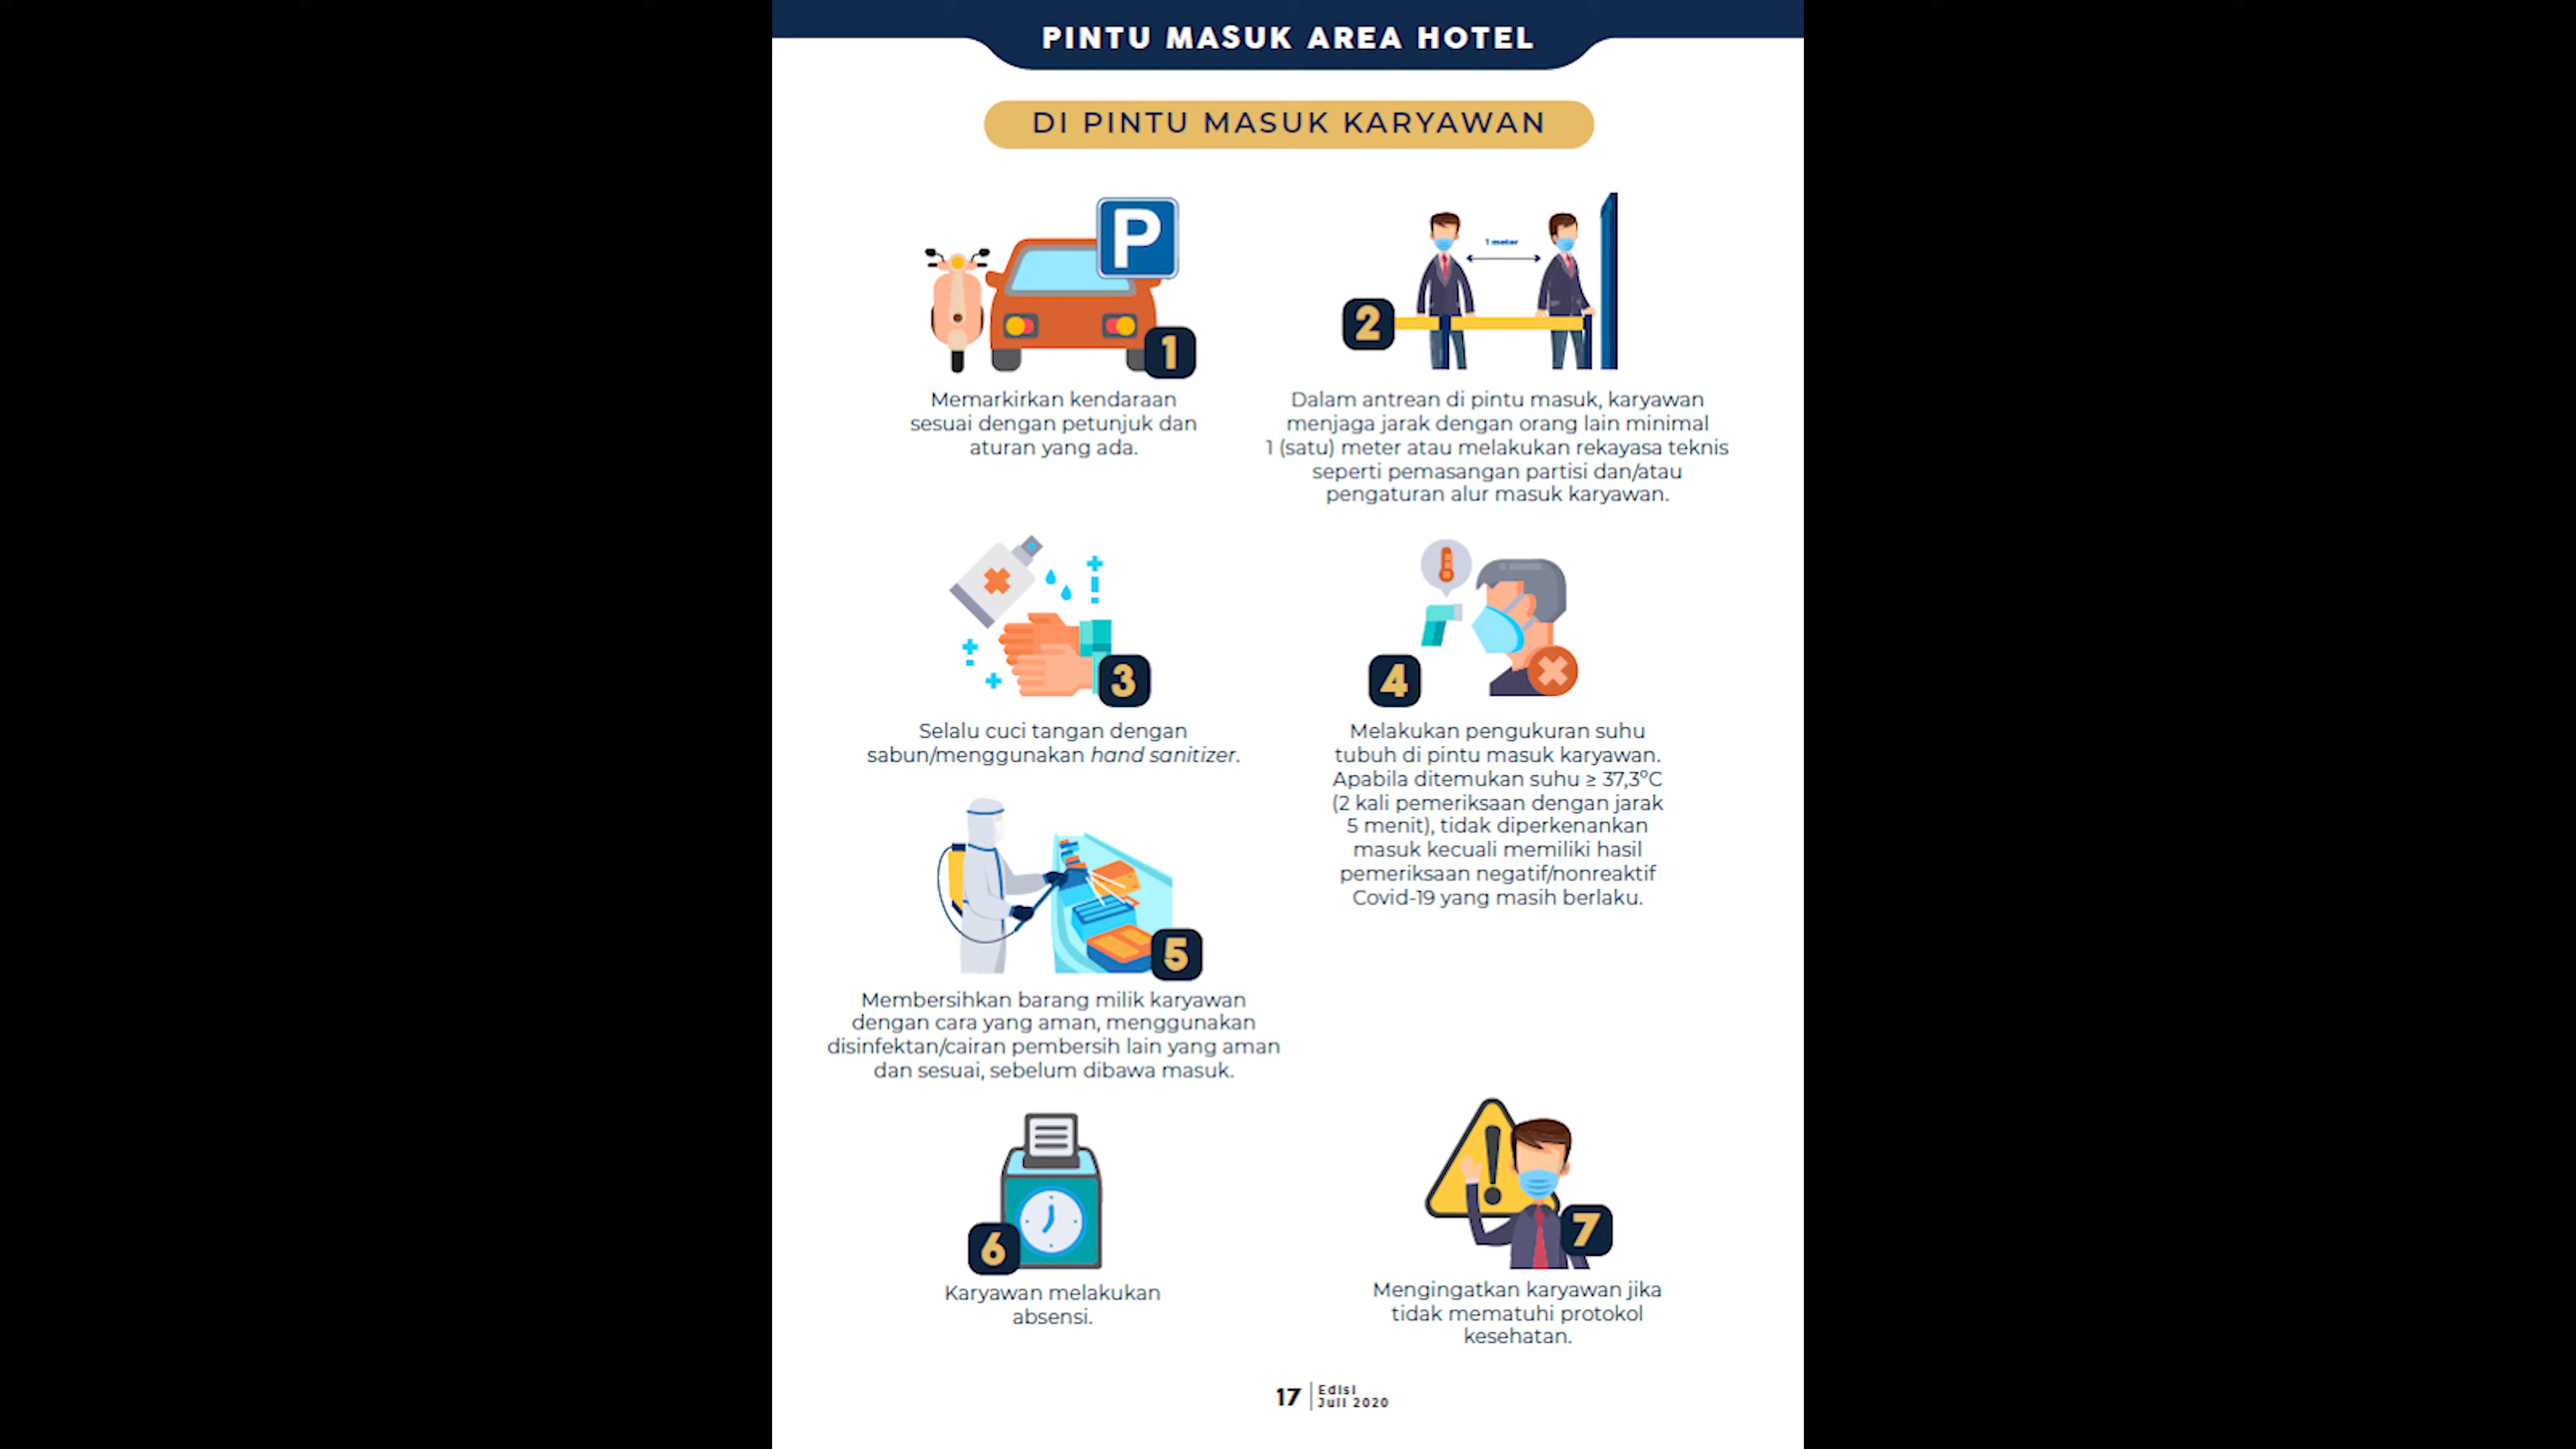 PINTU MASUK AREA HOTEL
DI PINTU MASUK KARYAWAN
P
1
Memarkirkan kendaraan
sesuai dengan petunjuk dan
aturan yang ada.
1 meter
2
Dalam antrean di pintu masuk, karyawan
menjaga jarak dengan orang lain minimal
1 (satu) meter atau melakukan rekayasa teknis
seperti pemasangan partisi dan/atau
pengaturan alur masuk karyawan.
3
Selalu cuci tangan dengan
sabun/menggunakan hand sanitizer.
4
Melakukan pengukuran suhu
tubuh di pintu masuk karyawan.
Apabila ditemukan suhu ≥ 37,3°C
(2 kali pemeriksaan dengan jarak
5 menit), tidak diperkenankan
masuk kecuali memiliki hasil
pemeriksaan negatif/nonreaktif
Covid-19 yang masih berlaku.
5
Membersihkan barang milik karyawan
dengan cara yang aman, menggunakan
disinfektan/cairan pembersih lain yang aman
dan sesuai, sebelum dibawa masuk.
6
Karyawan melakukan
absensi.
7
Mengingatkan karyawan jika
tidak mematuhi protokol
kesehatan.
17
Edisi
Juli 2020